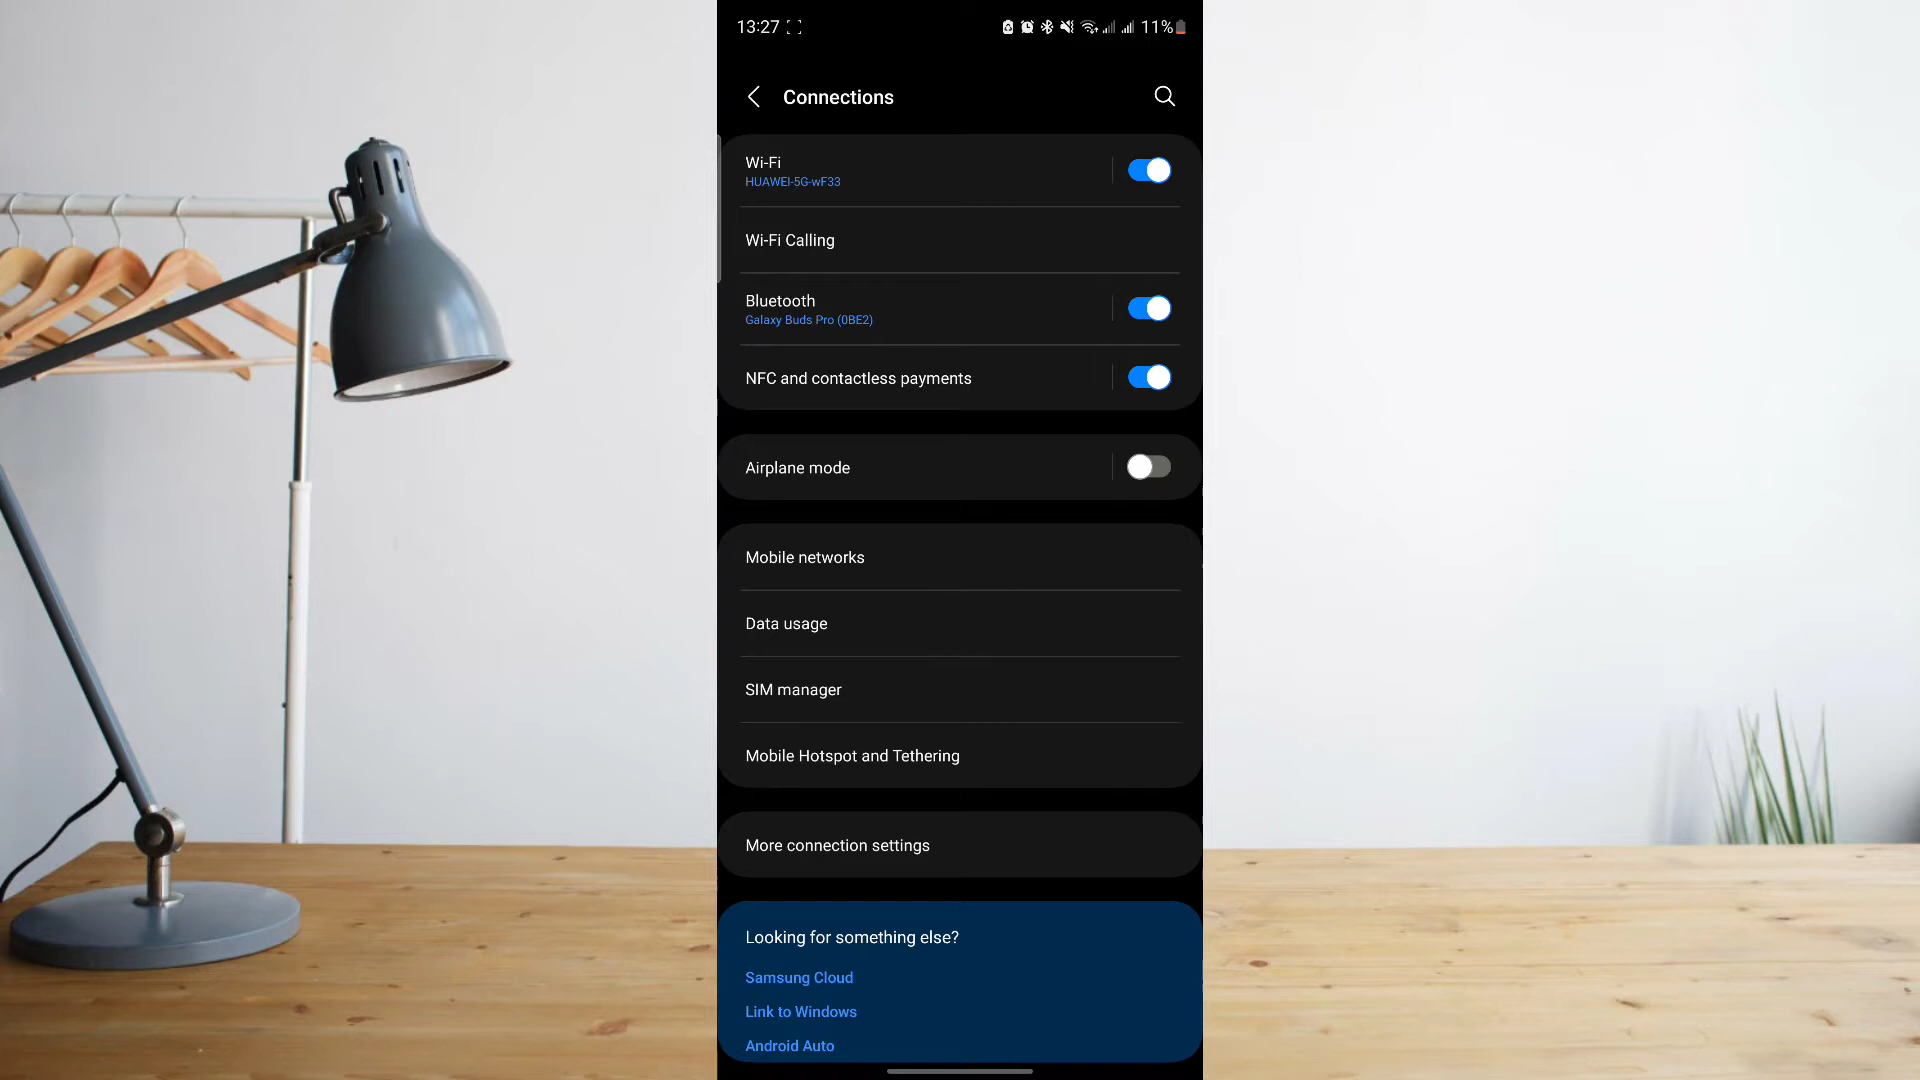 13:27 11%
Connections
Wi-Fi
HUAWEI-5G-wF33
Wi-Fi Calling
Bluetooth
Galaxy Buds Pro (0BE2)
NFC and contactless payments
Airplane mode
Mobile networks
Data usage
SIM manager
Mobile Hotspot and Tethering
More connection settings
Looking for something else?
Samsung Cloud
Link to Windows
Android Auto